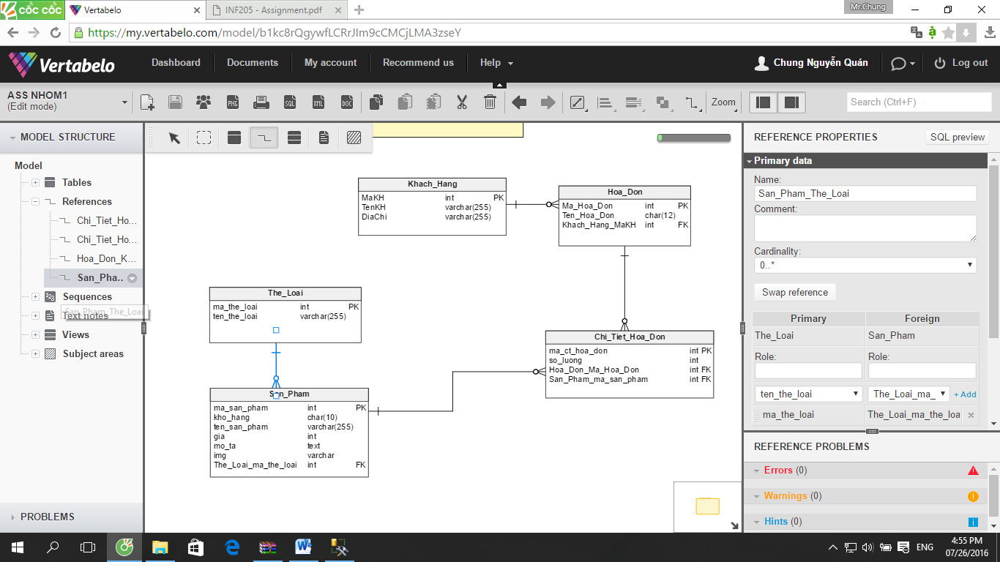 CỐC CỐC
Vertabelo
INF205 - Assignment.pdf
Mr.Chung
https://my.vertabelo.com/model/b1kc8rQgywfLCRrJIm9cCMCjLMA3zseY
Vertabelo
Dashboard
Documents
My account
Recommend us
Help
Chung Nguyễn Quán
Log out
ASS NHOM1
(Edit mode)
PNG
SQL
XML
DOC
Zoom
Search (Ctrl+F)
MODEL STRUCTURE
Model
Tables
References
Chi_Tiet_Ho...
Chi_Tiet_Ho...
Hoa_Don_K...
San_Pha..
Sequences
San_Pham_The_Loai
Text notes
Views
Subject areas
PROBLEMS
Khach_Hang
MaKH int PK
TenKH varchar(255)
DiaChi varchar(255)
Hoa_Don
Ma_Hoa_Don int PK
Ten_Hoa_Don char(12)
Khach_Hang_MaKH int FK
The_Loai
ma_the_loai int PK
ten_the_loai varchar(255)
Chi_Tiet_Hoa_Don
ma_ct_hoa_don int PK
so_luong int
Hoa_Don_Ma_Hoa_Don int FK
San_Pham_ma_san_pham int FK
San_Pham
ma_san_pham int PK
kho_hang char(10)
ten_san_pham varchar(255)
gia int
mo_ta text
img varchar
The_Loai_ma_the_loai int FK
REFERENCE PROPERTIES
SQL preview
Primary data
Name:
San_Pham_The_Loai
Comment:
Cardinality:
0..*
Swap reference
Primary Foreign
The_Loai San_Pham
Role: Role:
ten_the_loai The_Loai_ma_ + Add
ma_the_loai The_Loai_ma_the_loa
REFERENCE PROBLEMS
Errors (0)
Warnings (0)
Hints (0)
ENG
4:55 PM
07/26/2016